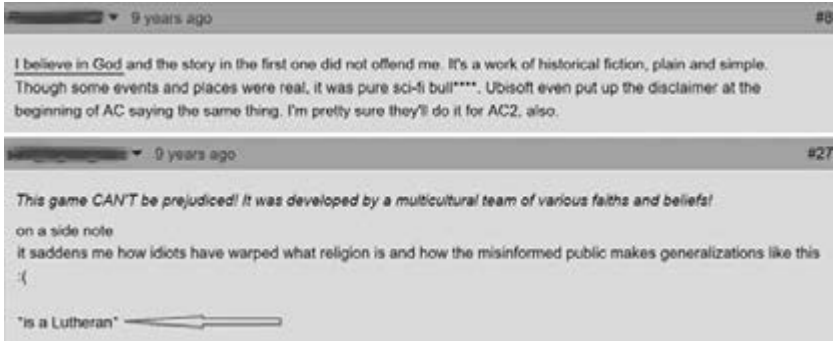 9 years ago #8
I believe in God and the story in the first one did not offend me. It's a work of historical fiction, plain and simple.
Though some events and places were real, it was pure sci-fi bull****. Ubisoft even put up the disclaimer at the
beginning of AC saying the same thing. I'm pretty sure they'll do it for AC2, also.
9 years ago #27
This game CAN'T be prejudiced! It was developed by a multicultural team of various faiths and beliefs!
on a side note
it saddens me how idiots have warped what religion is and how the misinformed public makes generalizations like this
:(
*is a Lutheran*